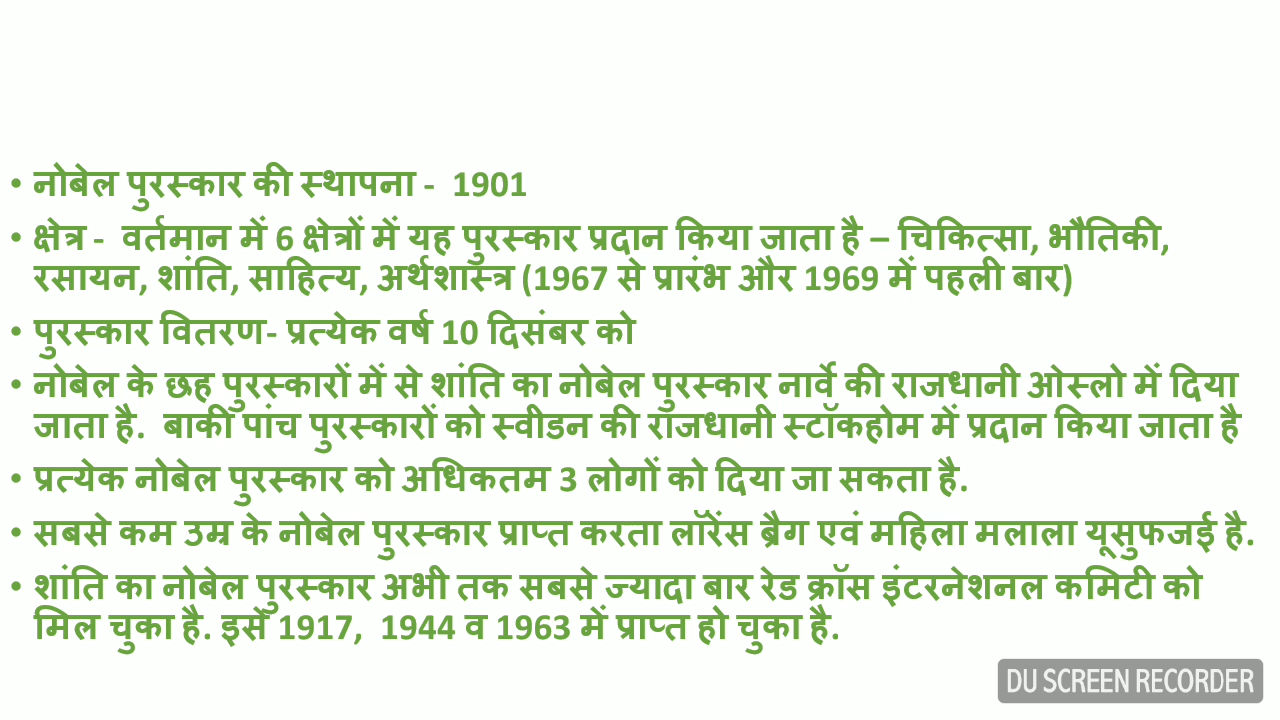 • नोबेल पुरस्कार की स्थापना -  1901
• क्षेत्र -  वर्तमान में 6 क्षेत्रों में यह पुरस्कार प्रदान किया जाता है – चिकित्सा, भौतिकी,
रसायन, शांति, साहित्य, अर्थशास्त्र (1967 से प्रारंभ और 1969 में पहली बार)
• पुरस्कार वितरण- प्रत्येक वर्ष 10 दिसंबर को
• नोबेल के छह पुरस्कारों में से शांति का नोबेल पुरस्कार नार्वे की राजधानी ओस्लो में दिया
जाता है.  बाकी पांच पुरस्कारों को स्वीडन की राजधानी स्टॉकहोम में प्रदान किया जाता है
• प्रत्येक नोबेल पुरस्कार को अधिकतम 3 लोगों को दिया जा सकता है.
• सबसे कम उम्र के नोबेल पुरस्कार प्राप्त करता लॉरेंस ब्रैग एवं महिला मलाला यूसुफजई है.
• शांति का नोबेल पुरस्कार अभी तक सबसे ज्यादा बार रेड क्रॉस इंटरनेशनल कमिटी को
मिल चुका है. इसे 1917,  1944 व 1963 में प्राप्त हो चुका है.
DU SCREEN RECORDER